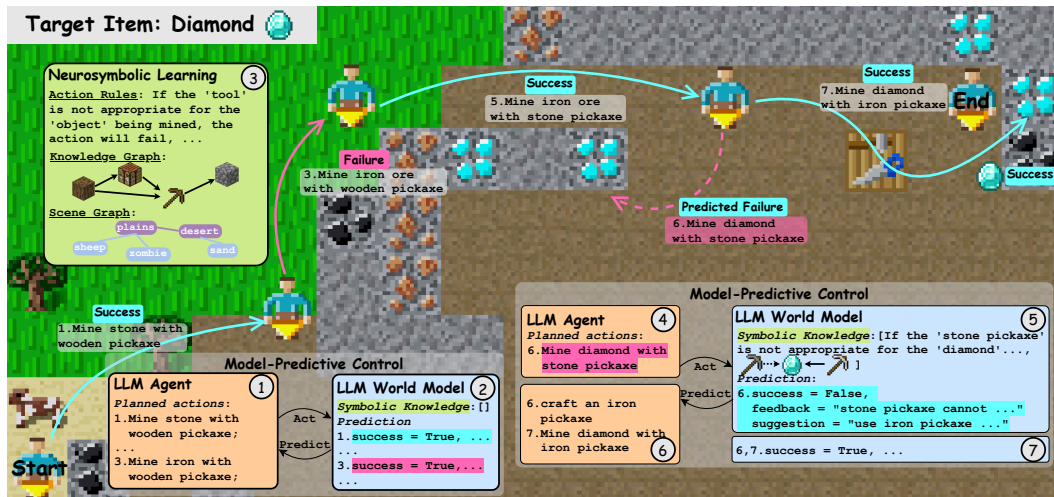 Target Item: Diamond
Neurosymbolic Learning
3
Action Rules: If the 'tool'
is not appropriate for the
'object' being mined, the
action will fail, ...
Knowledge Graph:
Scene Graph:
plains
desert
sheep
zombie
sand
Success
5.Mine iron ore
with stone pickaxe
Success
7.Mine diamond
with iron pickaxe
End
Failure
3.Mine iron ore
with wooden pickaxe
Success
Predicted Failure
6.Mine diamond
with stone pickaxe
Success
1.Mine stone with
wooden pickaxe
Start
Model-Predictive Control
LLM Agent
1
Planned actions:
1.Mine stone with
wooden pickaxe;
...
3.Mine iron with
wooden pickaxe;
Act
Predict
LLM World Model
2
Symbolic Knowledge:[]
Prediction
1.success = True, ...
...
3.success = True,...
...
Model-Predictive Control
LLM Agent
4
Planned actions:
6.Mine diamond with
stone pickaxe
Act
Predict
6.craft an iron
pickaxe
7.Mine diamond with
iron pickaxe
6
LLM World Model
5
Symbolic Knowledge:[If the 'stone pickaxe'
is not appropriate for the 'diamond'...,
]
Prediction:
6.success = False,
feedback = "stone pickaxe cannot ..."
suggestion = "use iron pickaxe ..."
6,7.success = True, ...
7